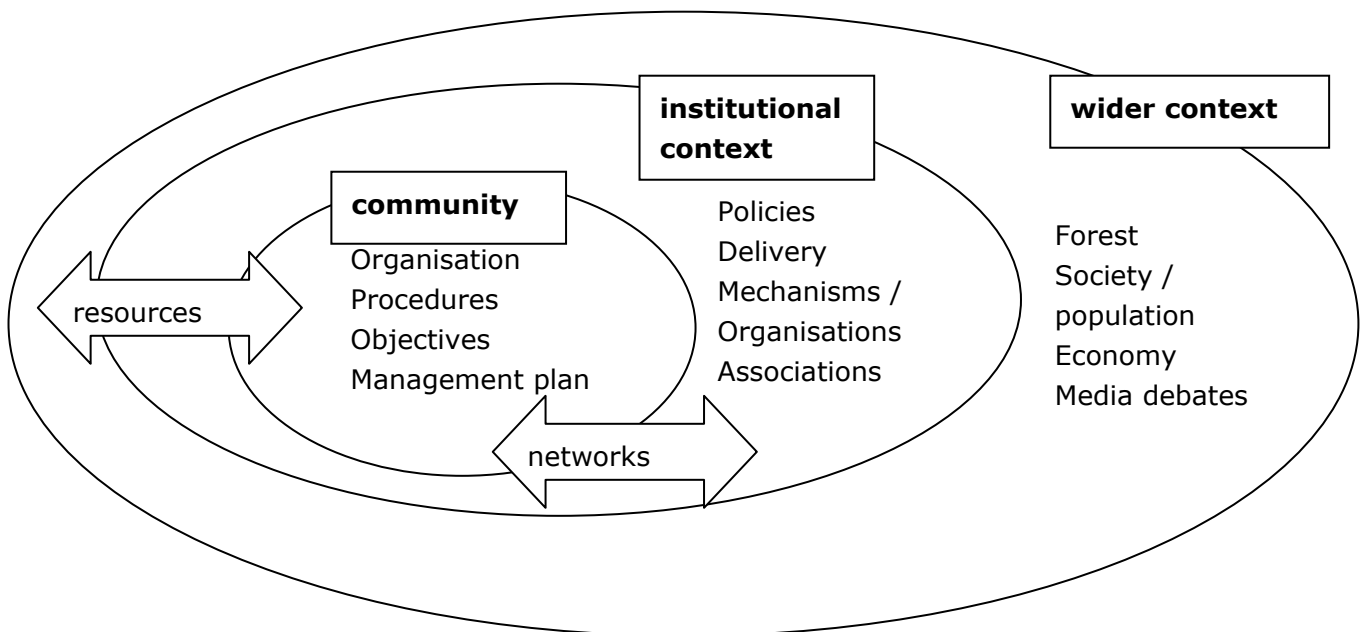 institutional
context
wider context
community
Organisation
Procedures
Objectives
Management plan
Policies
Delivery
Mechanisms /
Organisations
Associations
Forest
Society /
population
Economy
Media debates
resources
networks